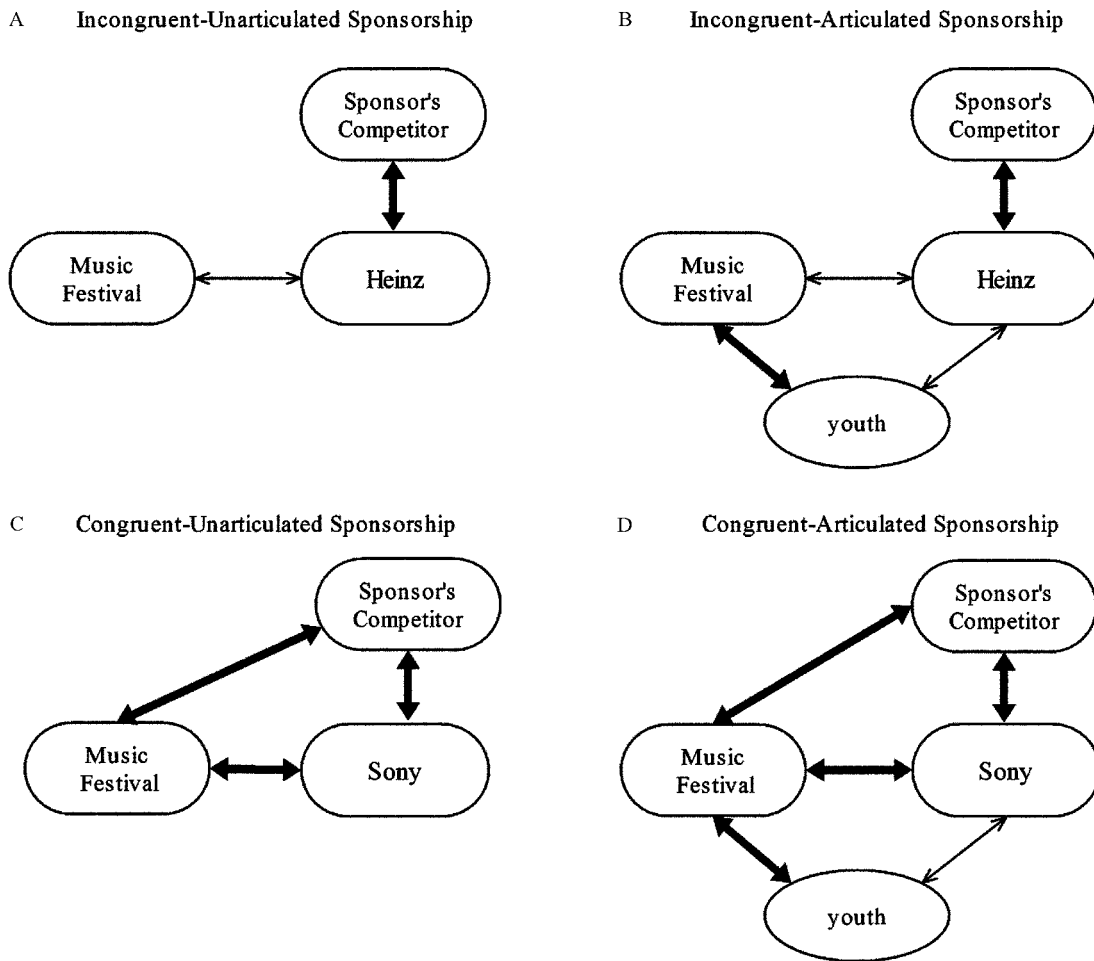 A Incongruent-Unarticulated Sponsorship
Sponsor's
Competitor
Music
Festival
Heinz
B Incongruent-Articulated Sponsorship
Sponsor's
Competitor
Music
Festival
Heinz
youth
C Congruent-Unarticulated Sponsorship
Sponsor's
Competitor
Music
Festival
Sony
D Congruent-Articulated Sponsorship
Sponsor's
Competitor
Music
Festival
Sony
youth